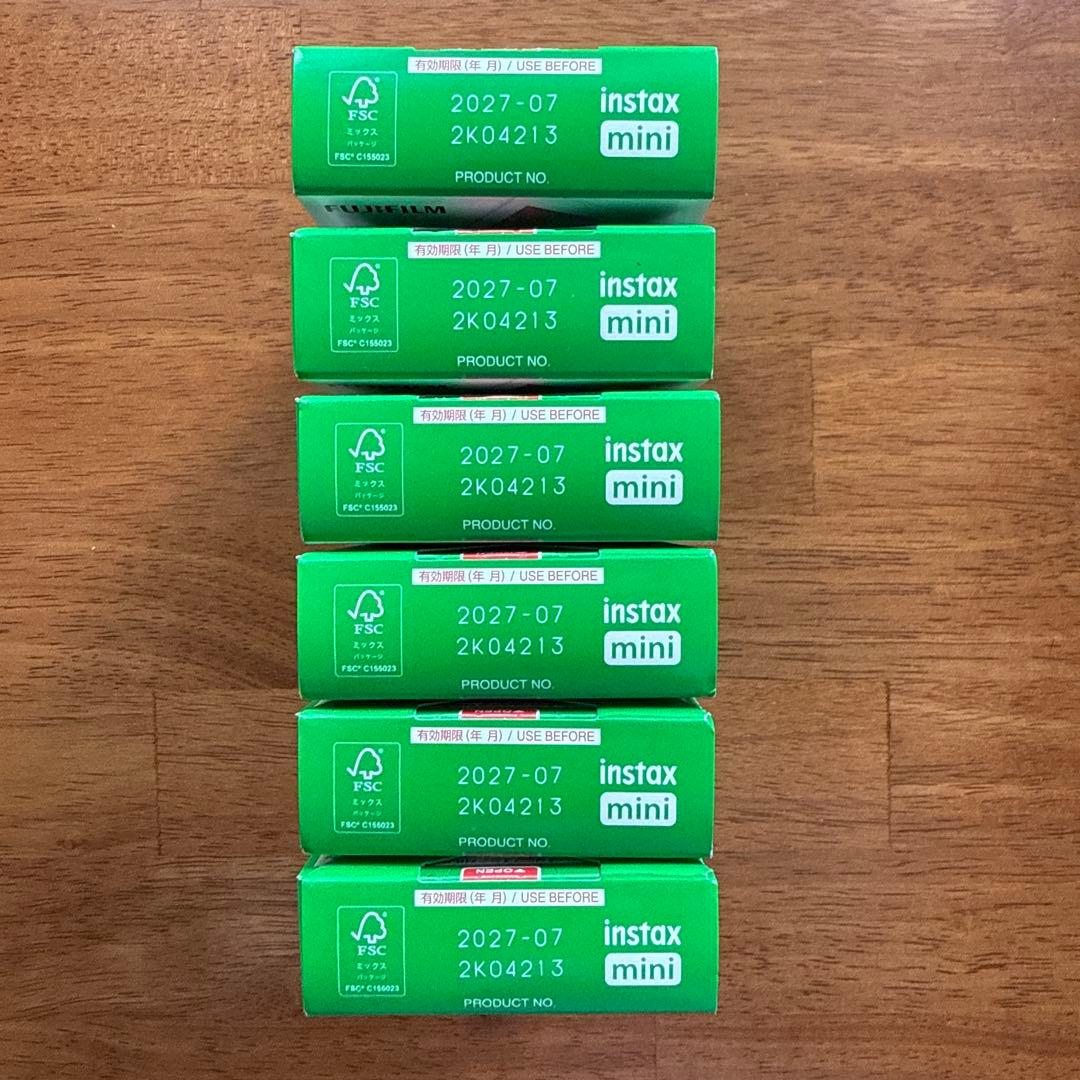 有効期限(年 月) / USE BEFORE
FSC
ミックス
パッケージ
FSC® C155023
2027-07
2K04213
PRODUCT NO.
instax
mini
FUJIFILM
有効期限(年 月) / USE BEFORE
FSC
ミックス
パッケージ
FSC® C155023
2027-07
2K04213
PRODUCT NO.
instax
mini
有効期限(年 月) / USE BEFORE
FSC
ミックス
パッケージ
FSC® C155023
2027-07
2K04213
PRODUCT NO.
instax
mini
有効期限(年 月) / USE BEFORE
FSC
ミックス
パッケージ
FSC® C155023
2027-07
2K04213
PRODUCT NO.
instax
mini
OPEN
有効期限(年 月) / USE BEFORE
FSC
ミックス
パッケージ
FSC® C155023
2027-07
2K04213
PRODUCT NO.
instax
mini
OPEN
有効期限(年 月) / USE BEFORE
FSC
ミックス
パッケージ
FSC® C155023
2027-07
2K04213
PRODUCT NO.
instax
mini